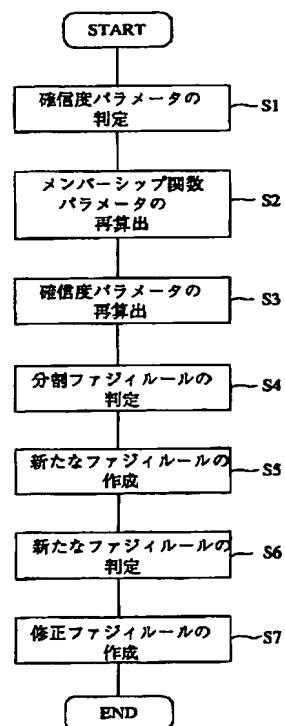 START
確信度パラメータの
判定
S1
メンバーシップ関数
パラメータの
再算出
S2
確信度パラメータの
再算出
S3
分割ファジィルールの
判定
S4
新たなファジィルールの
作成
S5
新たなファジィルールの
判定
S6
修正ファジィルールの
作成
S7
END